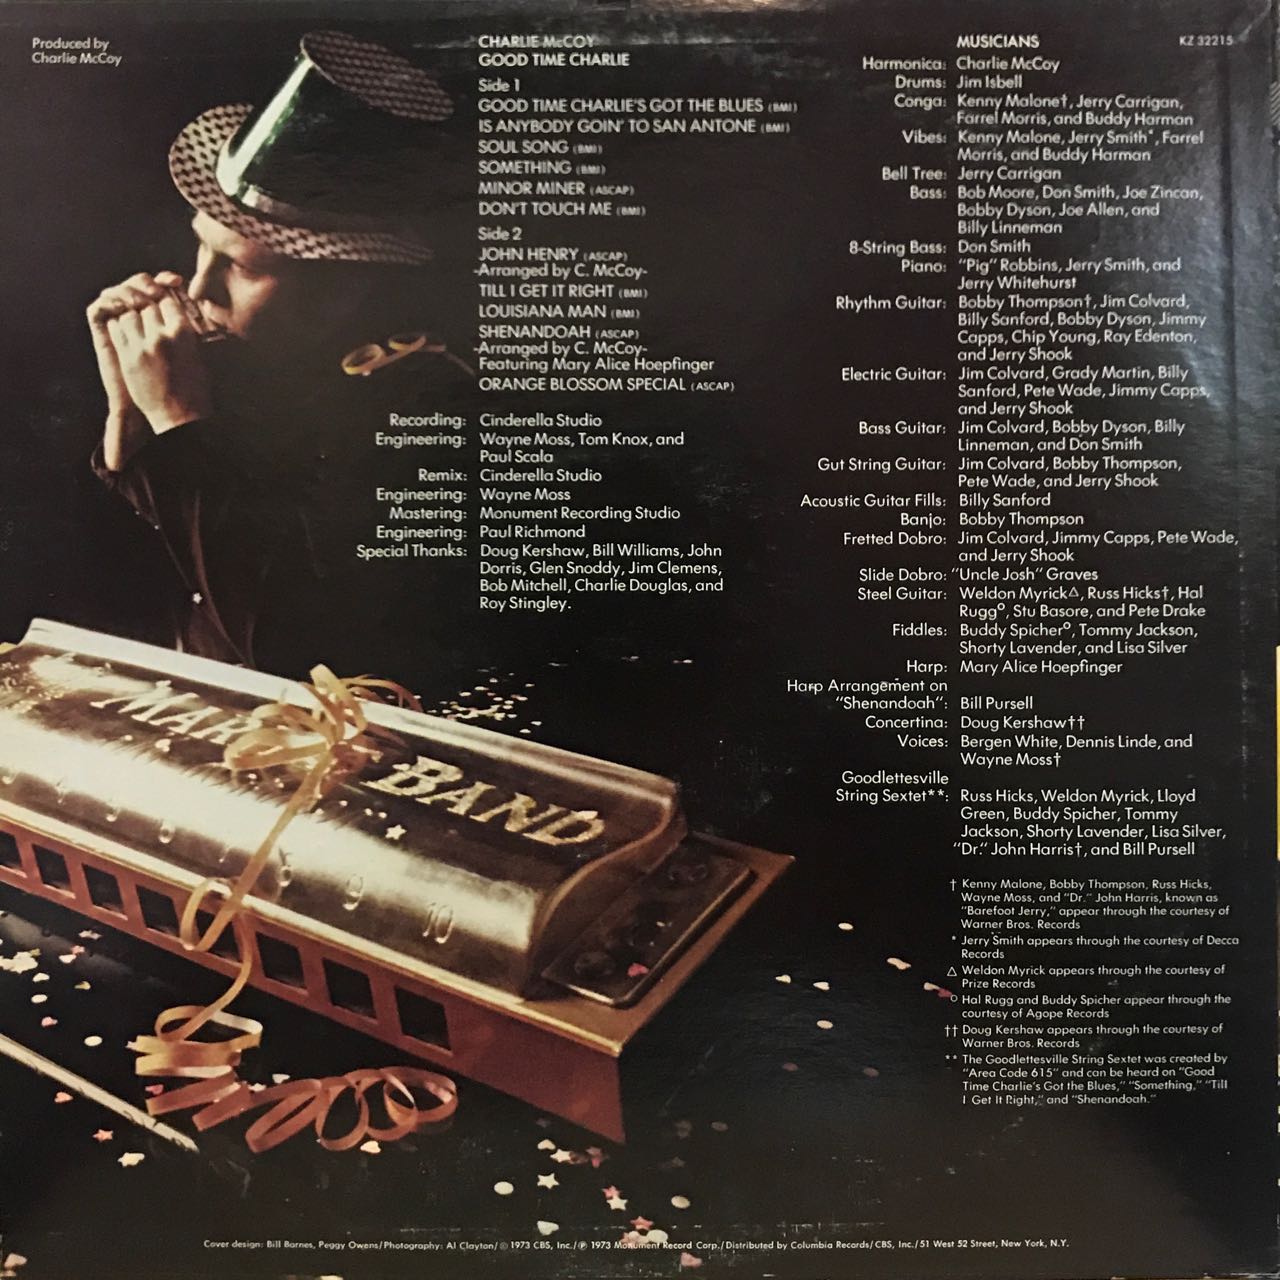 Produced by
Charlie McCoy
CHARLIE McCOY
GOOD TIME CHARLIE
Side 1
GOOD TIME CHARLIE'S GOT THE BLUES (BMI)
IS ANYBODY GOIN' TO SAN ANTONE (BMI)
SOUL SONG (BMI)
SOMETHING (BMI)
MINOR MINER (ASCAP)
DON'T TOUCH ME (BMI)
Side 2
JOHN HENRY (ASCAP)
-Arranged by C. McCoy-
TILL I GET IT RIGHT (BMI)
LOUISIANA MAN (BMI)
SHENANDOAH (ASCAP)
-Arranged by C. McCoy-
Featuring Mary Alice Hoepfinger
ORANGE BLOSSOM SPECIAL (ASCAP)
Recording: Cinderella Studio
Engineering: Wayne Moss, Tom Knox, and
Paul Scala
Remix: Cinderella Studio
Engineering: Wayne Moss
Mastering: Monument Recording Studio
Engineering: Paul Richmond
Special Thanks: Doug Kershaw, Bill Williams, John
Dorris, Glen Snoddy, Jim Clemens,
Bob Mitchell, Charlie Douglas, and
Roy Stingley.
MUSICIANS
KZ 32215
Harmonica: Charlie McCoy
Drums: Jim Isbell
Conga: Kenny Malone†, Jerry Carrigan,
Farrel Morris, and Buddy Harman
Vibes: Kenny Malone, Jerry Smith*, Farrel
Morris, and Buddy Harman
Bell Tree: Jerry Carrigan
Bass: Bob Moore, Don Smith, Joe Zincan,
Bobby Dyson, Joe Allen, and
Billy Linneman
8-String Bass: Don Smith
Piano: "Pig" Robbins, Jerry Smith, and
Jerry Whitehurst
Rhythm Guitar: Bobby Thompson†, Jim Colvard,
Billy Sanford, Bobby Dyson, Jimmy
Capps, Chip Young, Ray Edenton,
and Jerry Shook
Electric Guitar: Jim Colvard, Grady Martin, Billy
Sanford, Pete Wade, Jimmy Capps,
and Jerry Shook
Bass Guitar: Jim Colvard, Bobby Dyson, Billy
Linneman, and Don Smith
Gut String Guitar: Jim Colvard, Bobby Thompson,
Pete Wade, and Jerry Shook
Acoustic Guitar Fills: Billy Sanford
Banjo: Bobby Thompson
Fretted Dobro: Jim Colvard, Jimmy Capps, Pete Wade,
and Jerry Shook
Slide Dobro: "Uncle Josh" Graves
Steel Guitar: Weldon Myrick△, Russ Hicks†, Hal
Rugg°, Stu Basore, and Pete Drake
Fiddles: Buddy Spicher°, Tommy Jackson,
Shorty Lavender, and Lisa Silver
Harp: Mary Alice Hoepfinger
Harp Arrangement on
"Shenandoah": Bill Pursell
Concertina: Doug Kershaw††
Voices: Bergen White, Dennis Linde, and
Wayne Moss†
Goodlettesville
String Sextet**: Russ Hicks, Weldon Myrick, Lloyd
Green, Buddy Spicher, Tommy
Jackson, Shorty Lavender, Lisa Silver,
"Dr." John Harris†, and Bill Pursell
† Kenny Malone, Bobby Thompson, Russ Hicks,
Wayne Moss, and "Dr." John Harris, known as
"Barefoot Jerry," appear through the courtesy of
Warner Bros. Records
* Jerry Smith appears through the courtesy of Decca
Records
△ Weldon Myrick appears through the courtesy of
Prize Records
° Hal Rugg and Buddy Spicher appear through the
courtesy of Agope Records
†† Doug Kershaw appears through the courtesy of
Warner Bros. Records
** The Goodlettesville String Sextet was created by
"Area Code 615" and can be heard on "Good
Time Charlie's Got the Blues," "Something," "Till
I Get It Right," and "Shenandoah."
BAND
8 9 10
Cover design: Bill Barnes, Peggy Owens/Photography: Al Clayton/© 1973 CBS, Inc./℗ 1973 Monument Record Corp./Distributed by Columbia Records/CBS, Inc./51 West 52 Street, New York, N.Y.